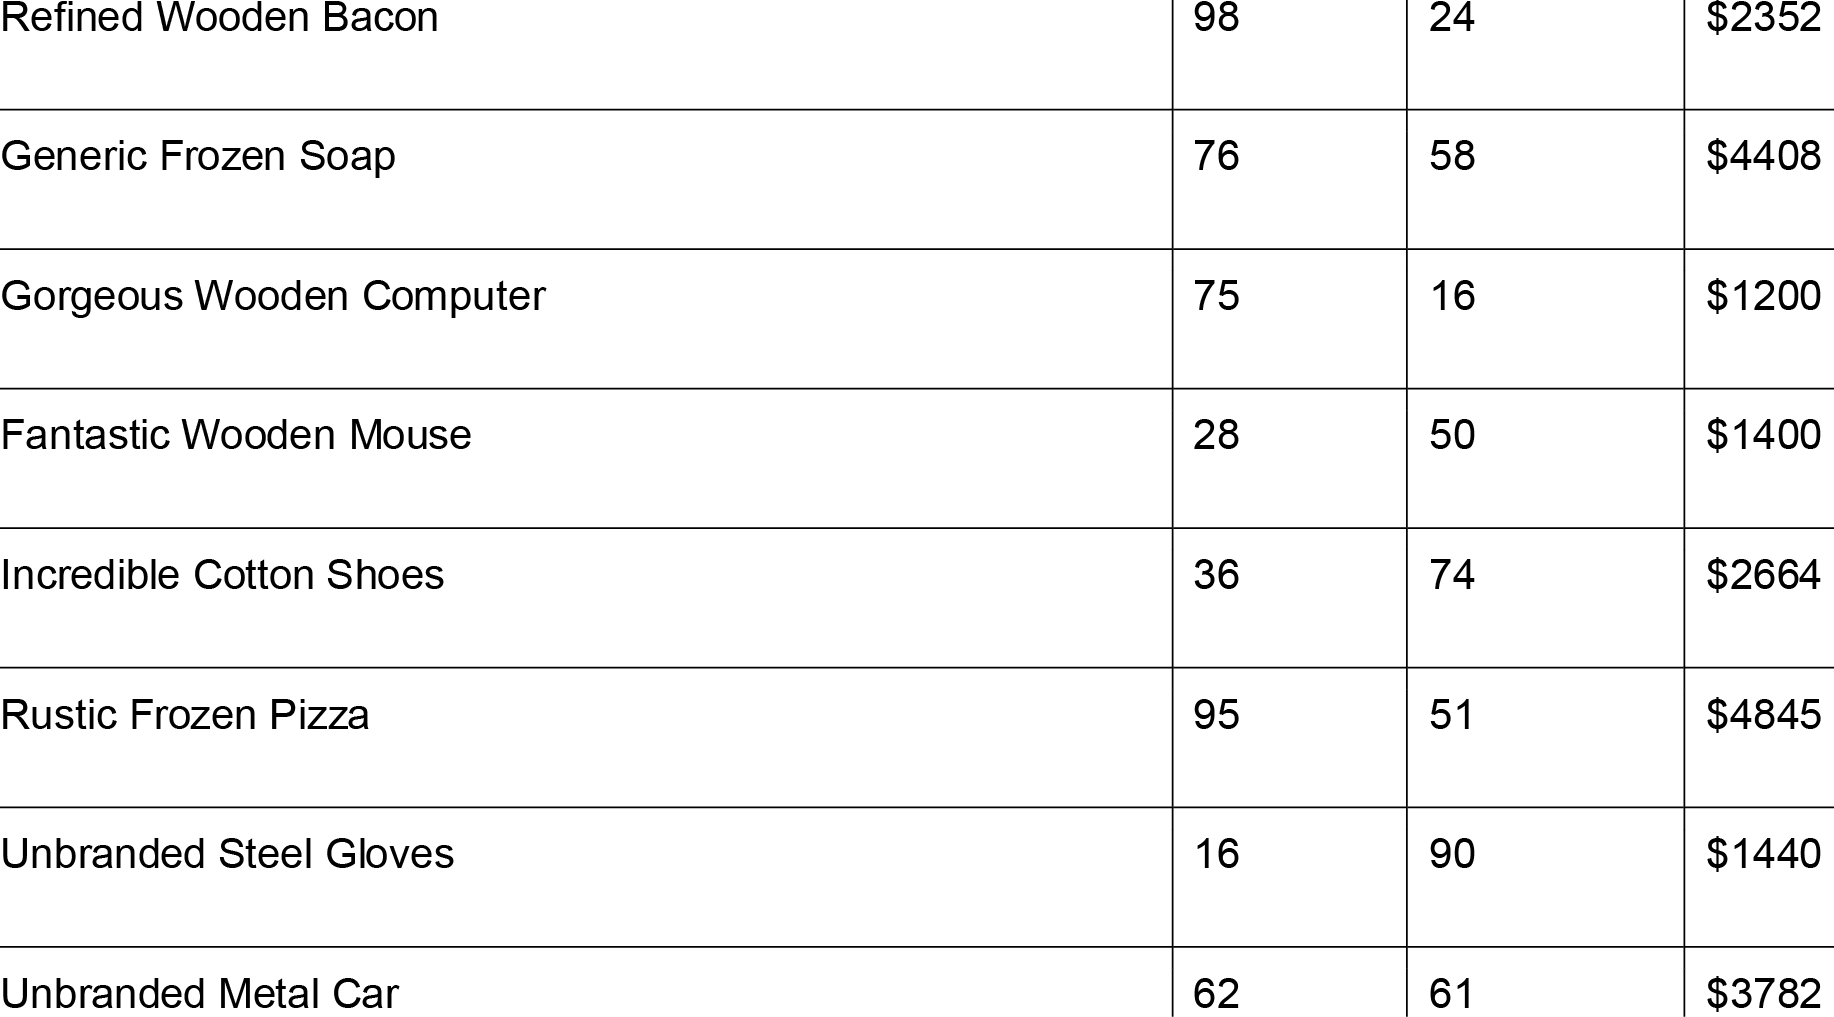 Refined Wooden Bacon 98 24 $2352
Generic Frozen Soap 76 58 $4408
Gorgeous Wooden Computer 75 16 $1200
Fantastic Wooden Mouse 28 50 $1400
Incredible Cotton Shoes 36 74 $2664
Rustic Frozen Pizza 95 51 $4845
Unbranded Steel Gloves 16 90 $1440
Unbranded Metal Car 62 61 $3782